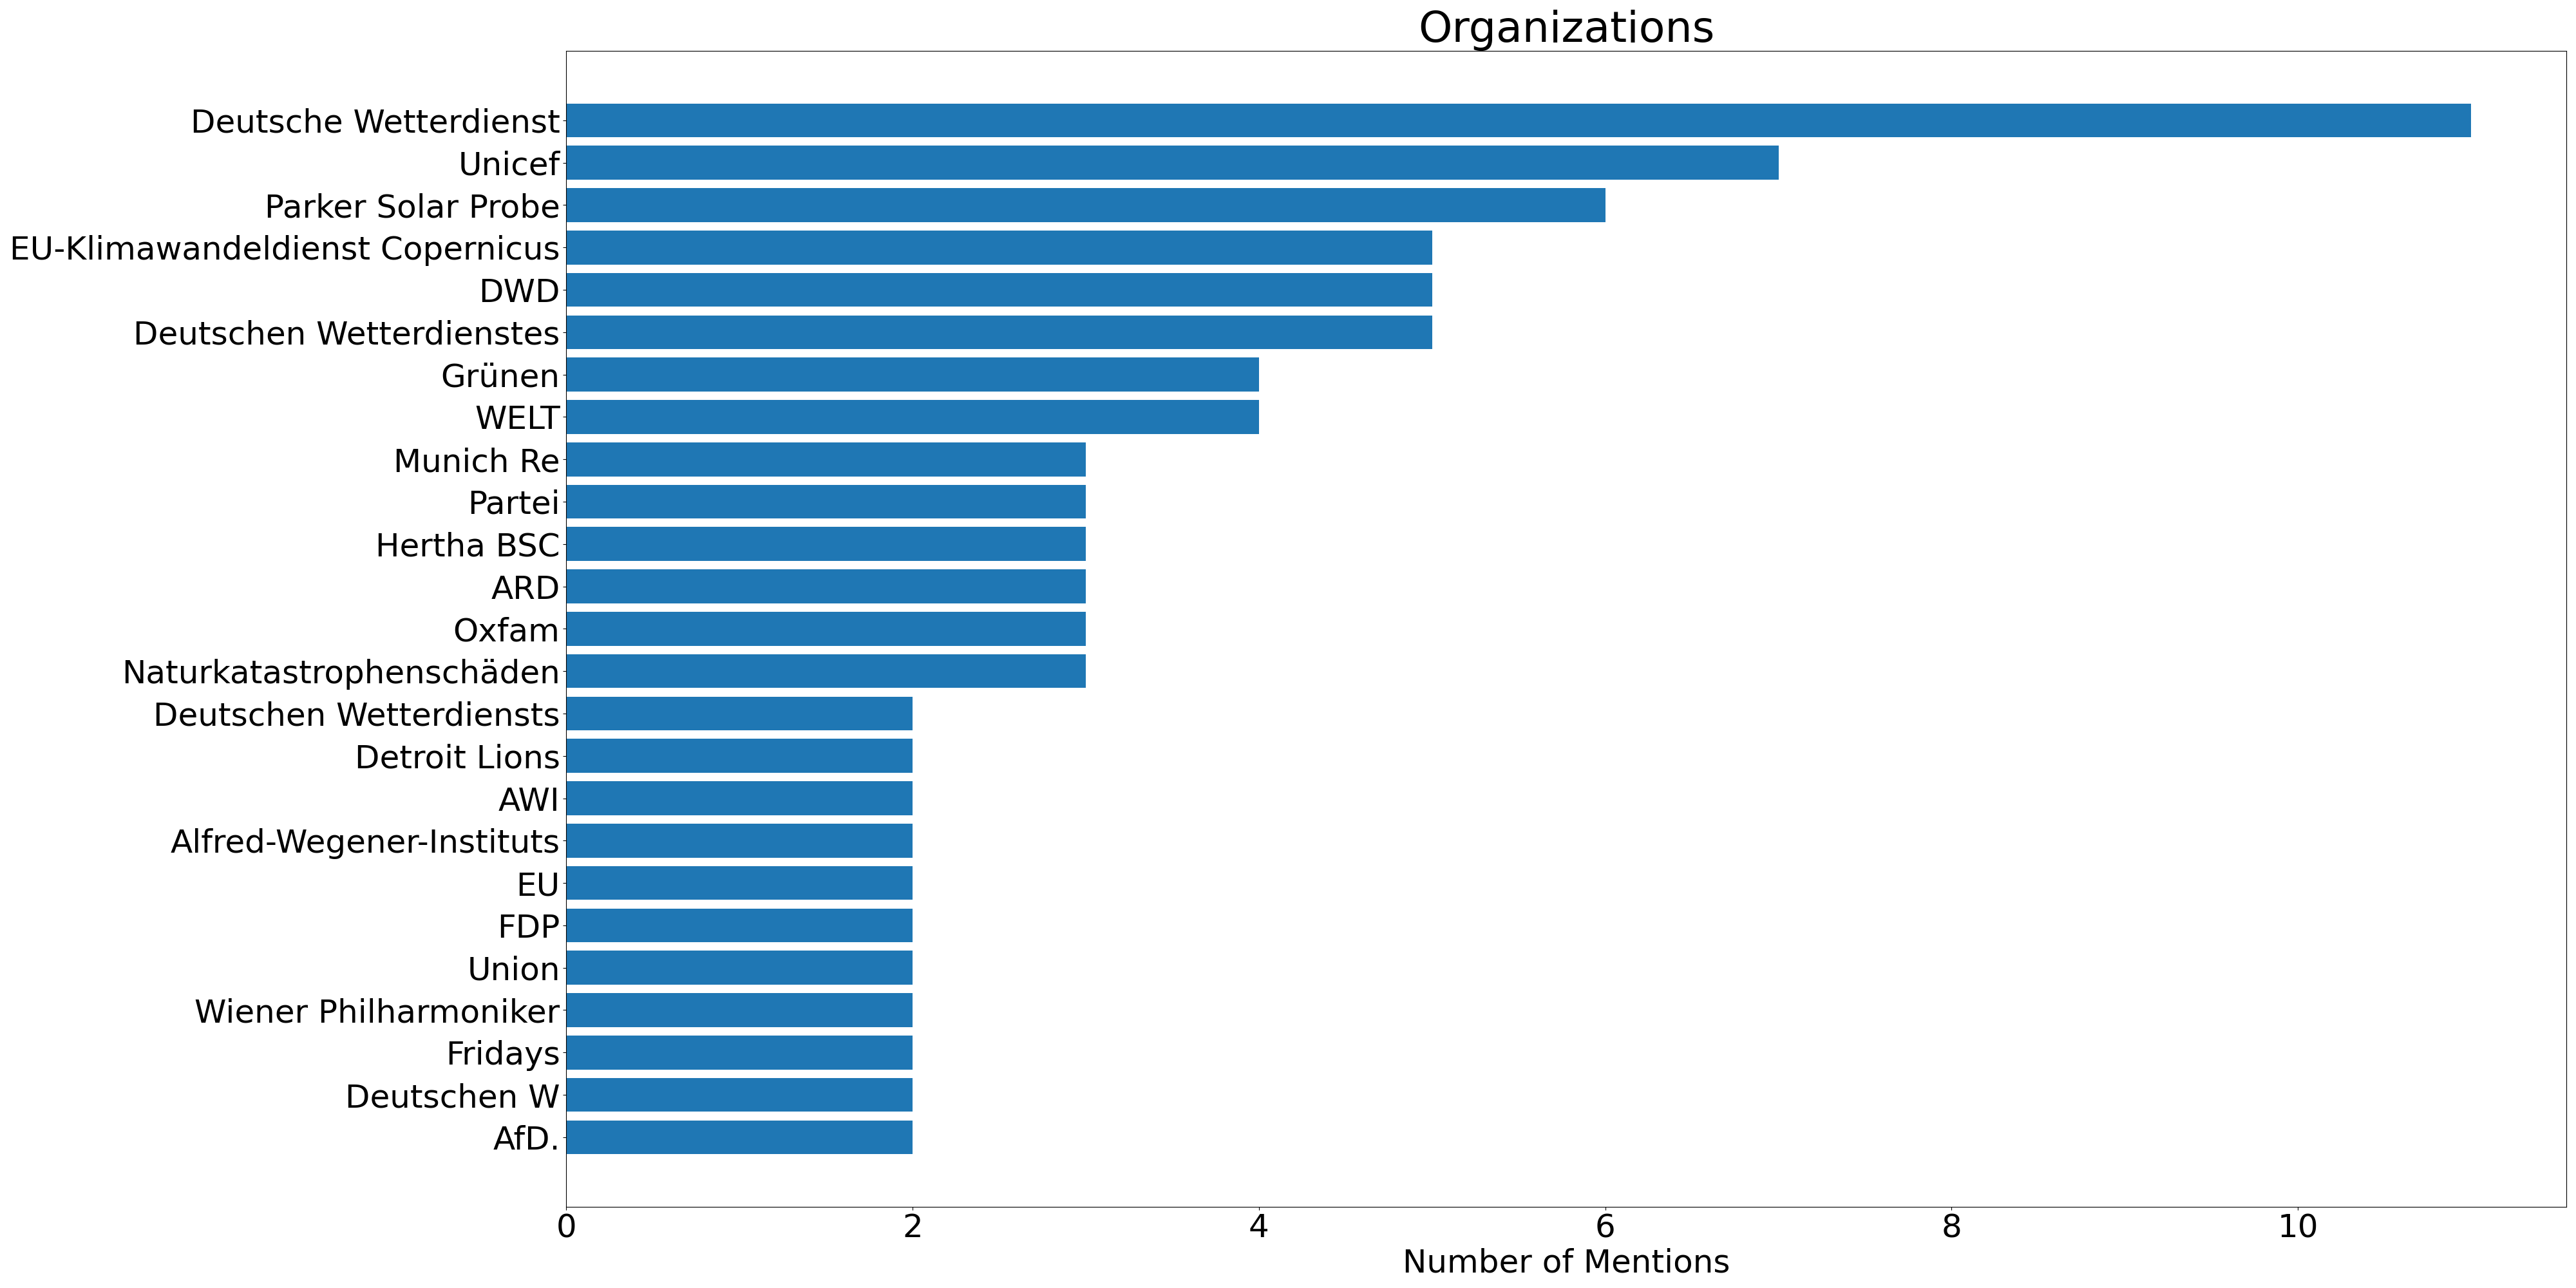 Organizations
Deutsche Wetterdienst
Unicef
Parker Solar Probe
EU-Klimawandeldienst Copernicus
DWD
Deutschen Wetterdienstes
Grünen
WELT
Munich Re
Partei
Hertha BSC
ARD
Oxfam
Naturkatastrophenschäden
Deutschen Wetterdiensts
Detroit Lions
AWI
Alfred-Wegener-Instituts
EU
FDP
Union
Wiener Philharmoniker
Fridays
Deutschen W
AfD.
0 2 4 6 8 10
Number of Mentions